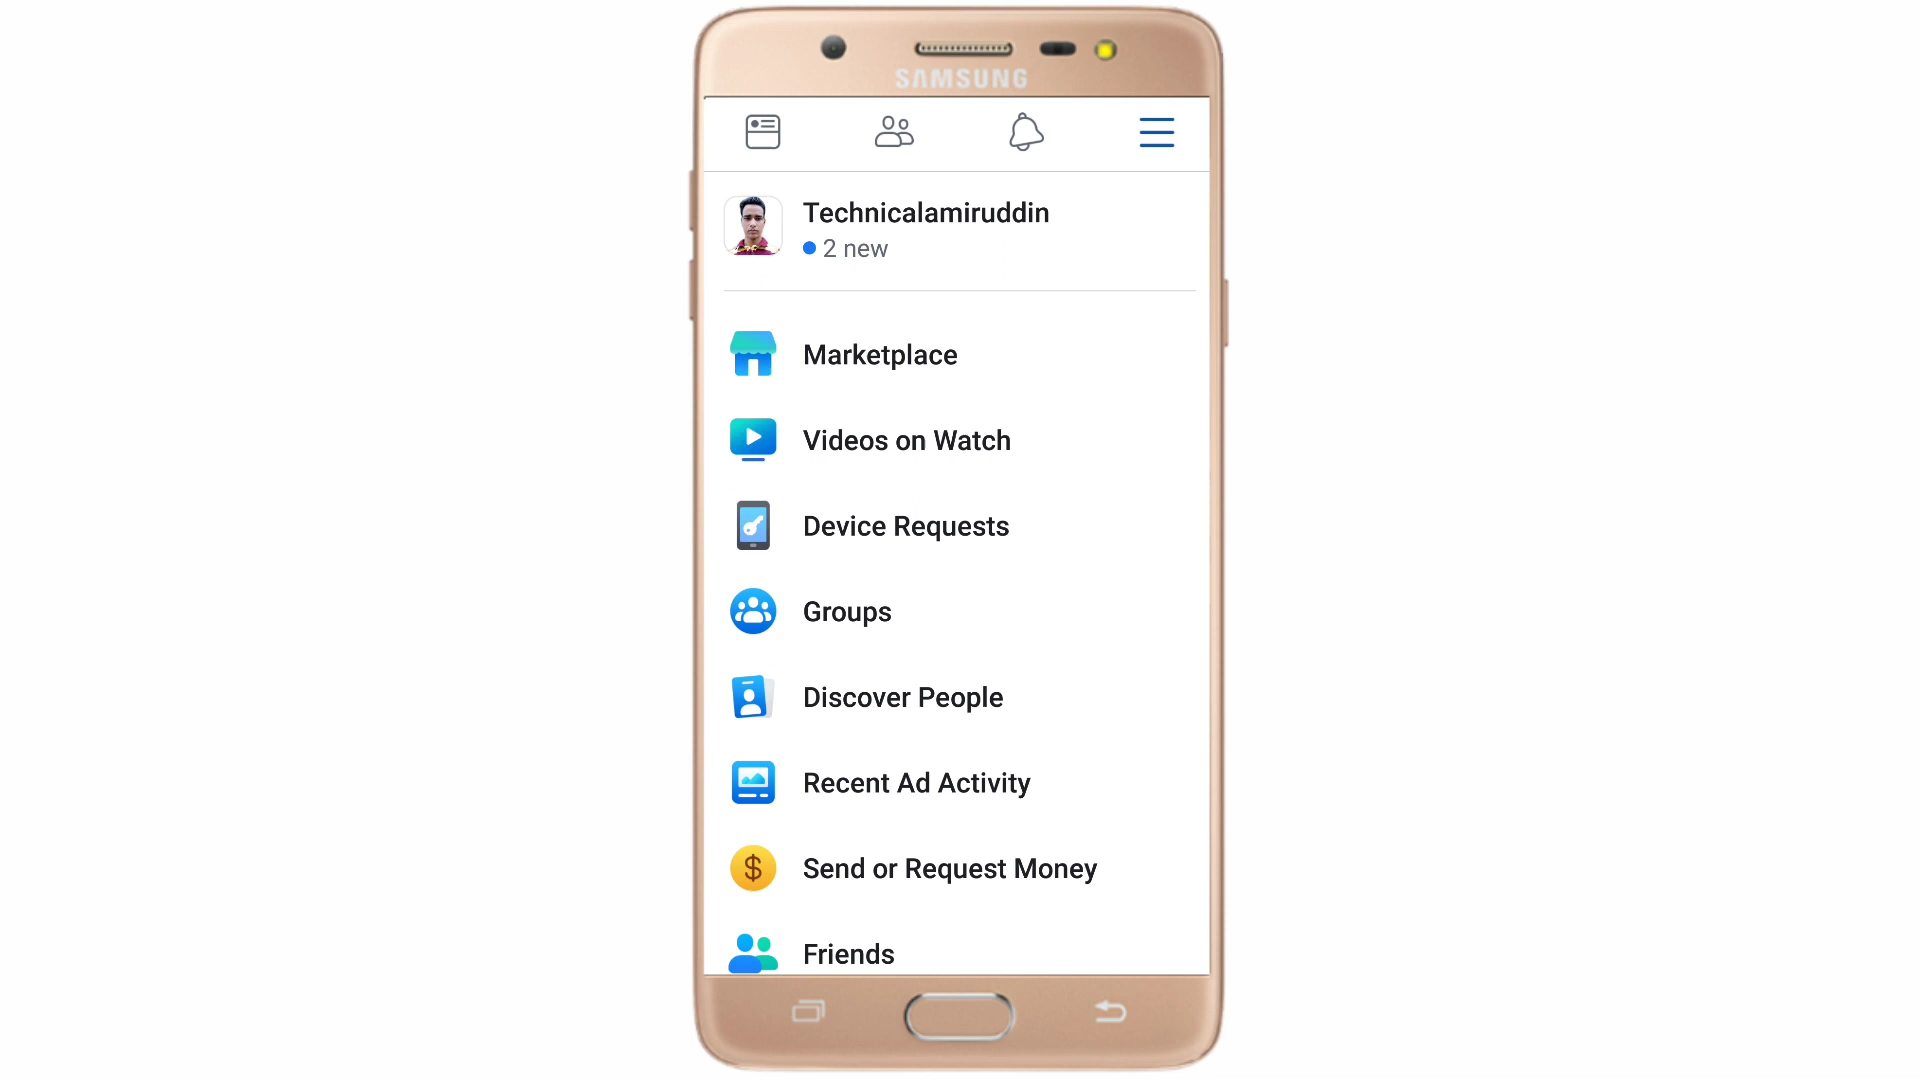 SAMSUNG
Technicalamiruddin
2 new
Marketplace
Videos on Watch
Device Requests
Groups
Discover People
Recent Ad Activity
$
Send or Request Money
Friends